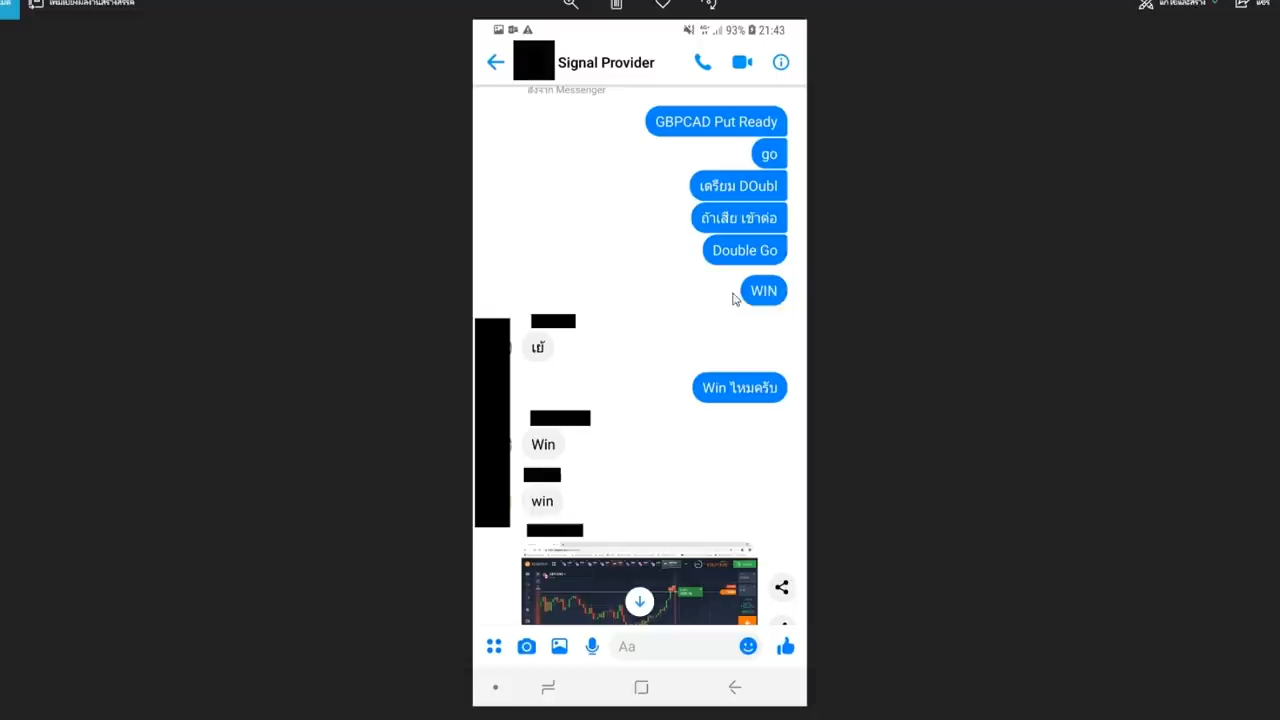 93% 21:43
Signal Provider
ส่งจาก Messenger
GBPCAD Put Ready
go
เตรียม DOubl
ถ้าเสีย เข้าต่อ
Double Go
WIN
เย้
Win ไหมครับ
Win
win
Aa